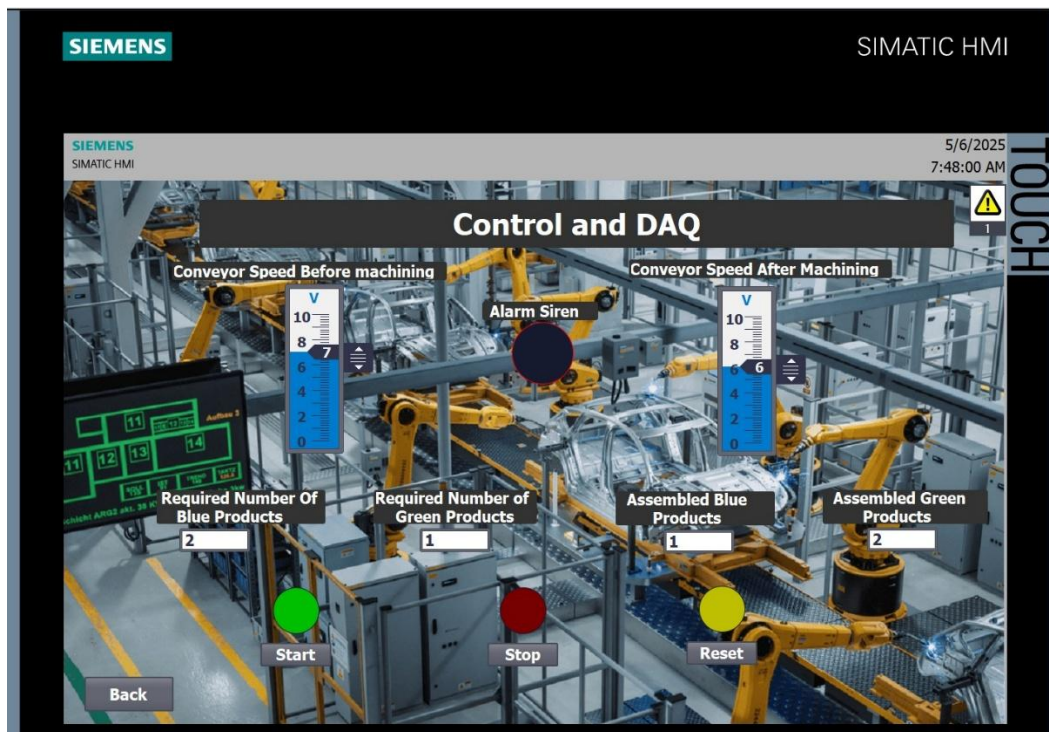 SIEMENS
SIMATIC HMI
TOUCH
SIEMENS
SIMATIC HMI
5/6/2025
7:48:00 AM
1
Control and DAQ
Conveyor Speed Before machining
Conveyor Speed After Machining
Alarm Siren
V
10
8
7
6
4
2
0
V
10
8
6
6
4
2
0
11
Aufbau 2
14
11
12
13
Required Number Of
Blue Products
2
Required Number of
Green Products
1
Assembled Blue
Products
1
Assembled Green
Products
2
Start
Stop
Reset
Back